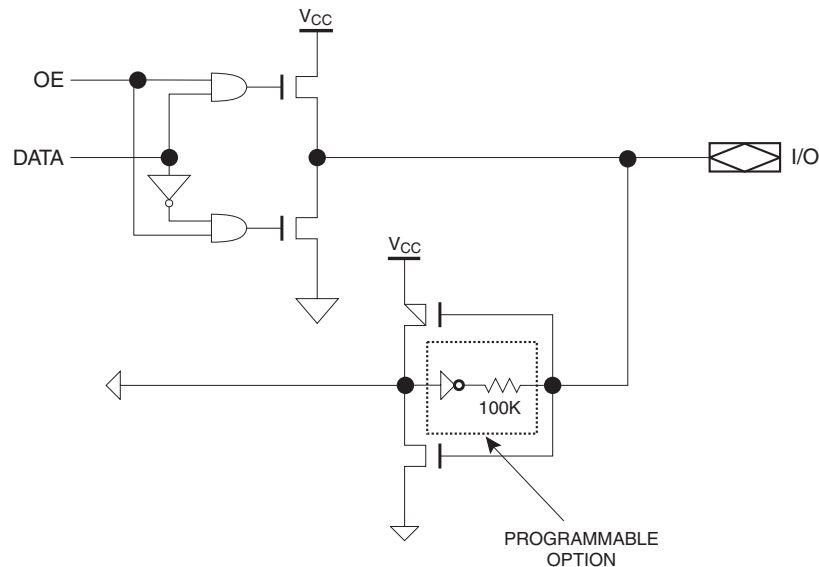 VCC
OE
DATA
I/O
VCC
100K
PROGRAMMABLE
OPTION